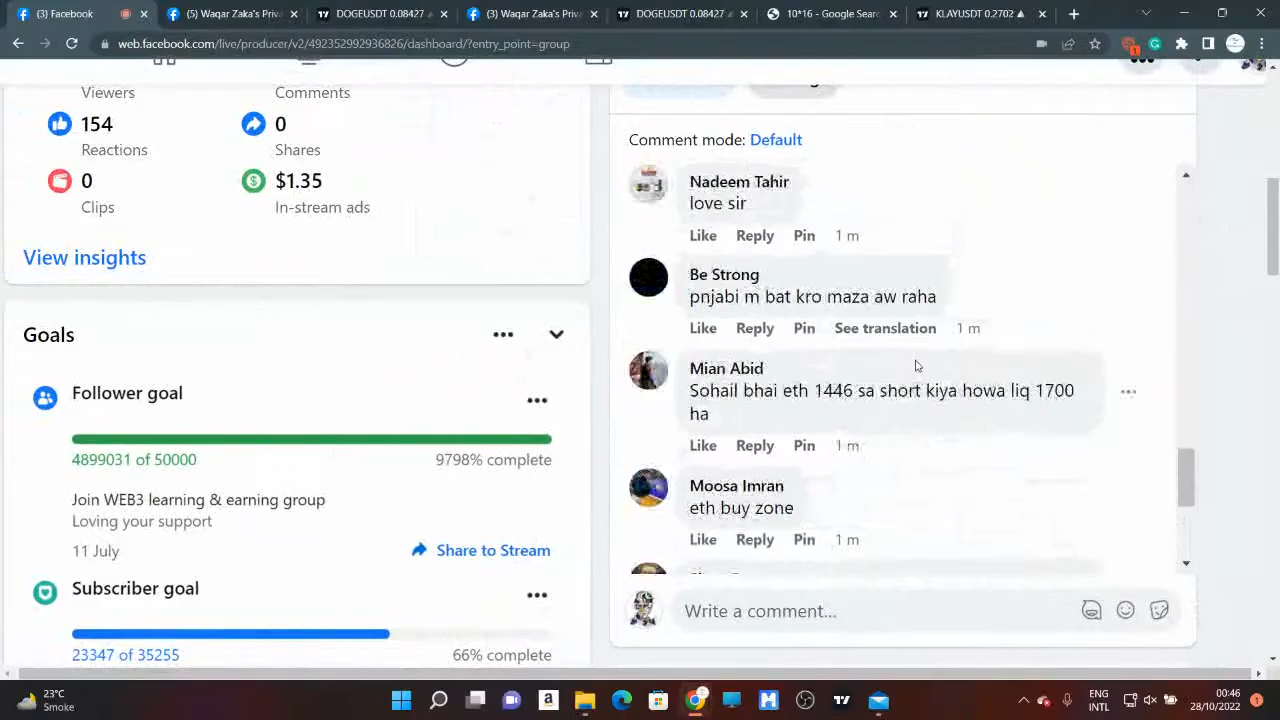 (3) Facebook
(5) Waqar Zaka's Priva
DOGEUSDT 0.08427
(3) Waqar Zaka's Priva
DOGEUSDT 0.08427
10*16 - Google Sear
KLAYUSDT 0.2702 ▲
web.facebook.com/live/producer/v2/492352992936826/dashboard/?entry_point=group
Viewers
Comments
154
Reactions
0
Shares
0
Clips
$1.35
In-stream ads
View insights
Goals
Follower goal
4899031 of 50000
9798% complete
Join WEB3 learning & earning group
Loving your support
11 July
Share to Stream
Subscriber goal
23347 of 35255
66% complete
Comment mode: Default
Nadeem Tahir
love sir
Like Reply Pin 1 m
Be Strong
pnjabi m bat kro maza aw raha
Like Reply Pin See translation 1 m
Mian Abid
Sohail bhai eth 1446 sa short kiya howa liq 1700
ha
Like Reply Pin 1 m
Moosa Imran
eth buy zone
Like Reply Pin 1 m
Write a comment...
23°C
Smoke
ENG
INTL
00:46
28/10/2022